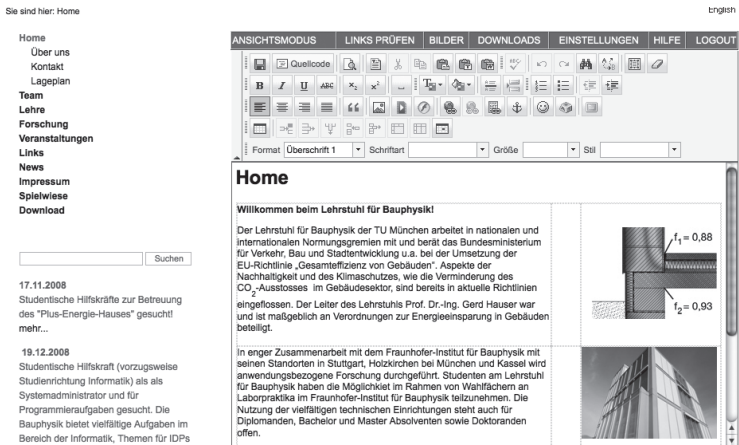 Sie sind hier: Home
English
Home
Über uns
Kontakt
Lageplan
Team
Lehre
Forschung
Veranstaltungen
Links
News
Impressum
Spielwiese
Download
Suchen
17.11.2008
Studentische Hilfskräfte zur Betreuung
des "Plus-Energie-Hauses" gesucht!
mehr...
19.12.2008
Studentische Hilfskraft (vorzugsweise
Studienrichtung Informatik) als als
Systemadministrator und für
Programmieraufgaben gesucht. Die
Bauphysik bietet vielfältige Aufgaben im
Bereich der Informatik, Themen für IDPs
ANSICHTSMODUS LINKS PRÜFEN BILDER DOWNLOADS EINSTELLUNGEN HILFE LOGOUT
Quellcode
B I U ABC x₂ x²
Format Überschrift 1 Schriftart Größe Stil
Home
Willkommen beim Lehrstuhl für Bauphysik!
Der Lehrstuhl für Bauphysik der TU München arbeitet in nationalen und
internationalen Normungsgremien mit und berät das Bundesministerium
für Verkehr, Bau und Stadtentwicklung u.a. bei der Umsetzung der
EU-Richtlinie „Gesamteffizienz von Gebäuden". Aspekte der
Nachhaltigkeit und des Klimaschutzes, wie die Verminderung des
CO₂-Ausstosses im Gebäudesektor, sind bereits in aktuelle Richtlinien
eingeflossen. Der Leiter des Lehrstuhls Prof. Dr.-Ing. Gerd Hauser war
und ist maßgeblich an Verordnungen zur Energieeinsparung in Gebäuden
beteiligt.
f₁= 0,88
f₂= 0,93
In enger Zusammenarbeit mit dem Fraunhofer-Institut für Bauphysik mit
seinen Standorten in Stuttgart, Holzkirchen bei München und Kassel wird
anwendungsbezogene Forschung durchgeführt. Studenten am Lehrstuhl
für Bauphysik haben die Möglichkiet im Rahmen von Wahlfächern an
Laborpraktika im Fraunhofer-Institut für Bauphysik teilzunehmen. Die
Nutzung der vielfältigen technischen Einrichtungen steht auch für
Diplomanden, Bachelor und Master Absolventen sowie Doktoranden
offen.